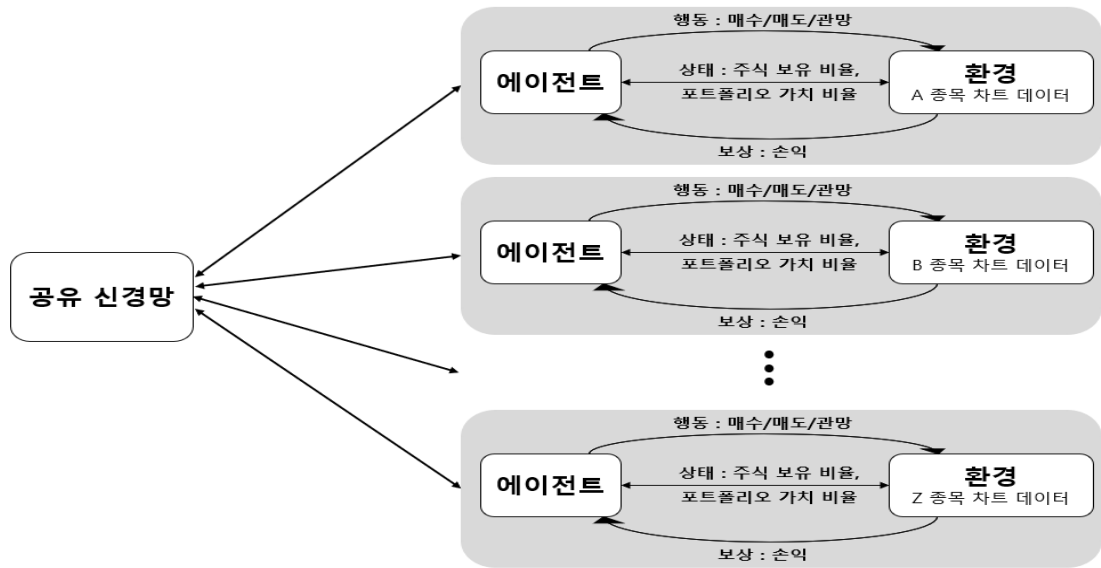 행동 : 매수/매도/관망
에이전트
상태 : 주식 보유 비율,
포트폴리오 가치 비율
환경
A 종목 차트 데이터
보상 : 손익
행동 : 매수/매도/관망
에이전트
상태 : 주식 보유 비율,
포트폴리오 가치 비율
환경
B 종목 차트 데이터
보상 : 손익
공유 신경망
행동 : 매수/매도/관망
에이전트
상태 : 주식 보유 비율,
포트폴리오 가치 비율
환경
Z 종목 차트 데이터
보상 : 손익